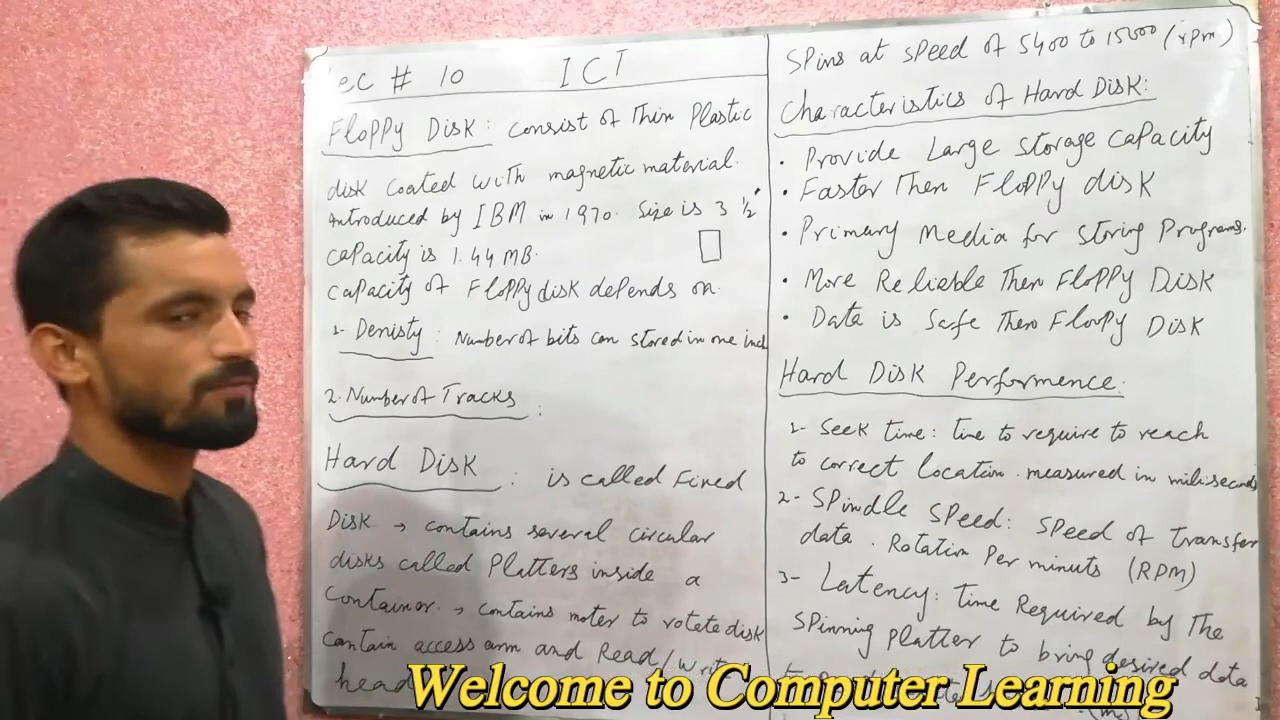 ec # 10 ICT
Floppy Disk: consist of Thin Plastic
disk coated with magnetic material.
introduced by IBM in 1970. Size is 3 ½"
capacity is 1.44 MB.
capacity of Floppy disk depends on.
1- Denisty: Number of bits can stored in one inch
2. Number of Tracks:
Hard Disk: is called Fixed
Disk → contains several circular
disks called Platters inside a
Container. → contains moter to rotete disk
contain access arm and Read/write
head
Spins at speed of 5400 to 15000 (rpm)
Characteristics of Hard Disk:
• Provide Large storage capacity
• Faster Then Floppy disk
• Primary Media for storing Programs.
• More Reliable Then Floppy Disk
• Data is Safe Then Floopy Disk
Hard Disk Performence:
1- Seek time: time to require to reach
to correct location. measured in miliseconds
2- Spindle Speed: Speed of Transfer
data. Rotation Per minuts (RPM)
3- Latency: Time Required by The
Spinning platter to bring desired data
(ms)
Welcome to Computer Learning